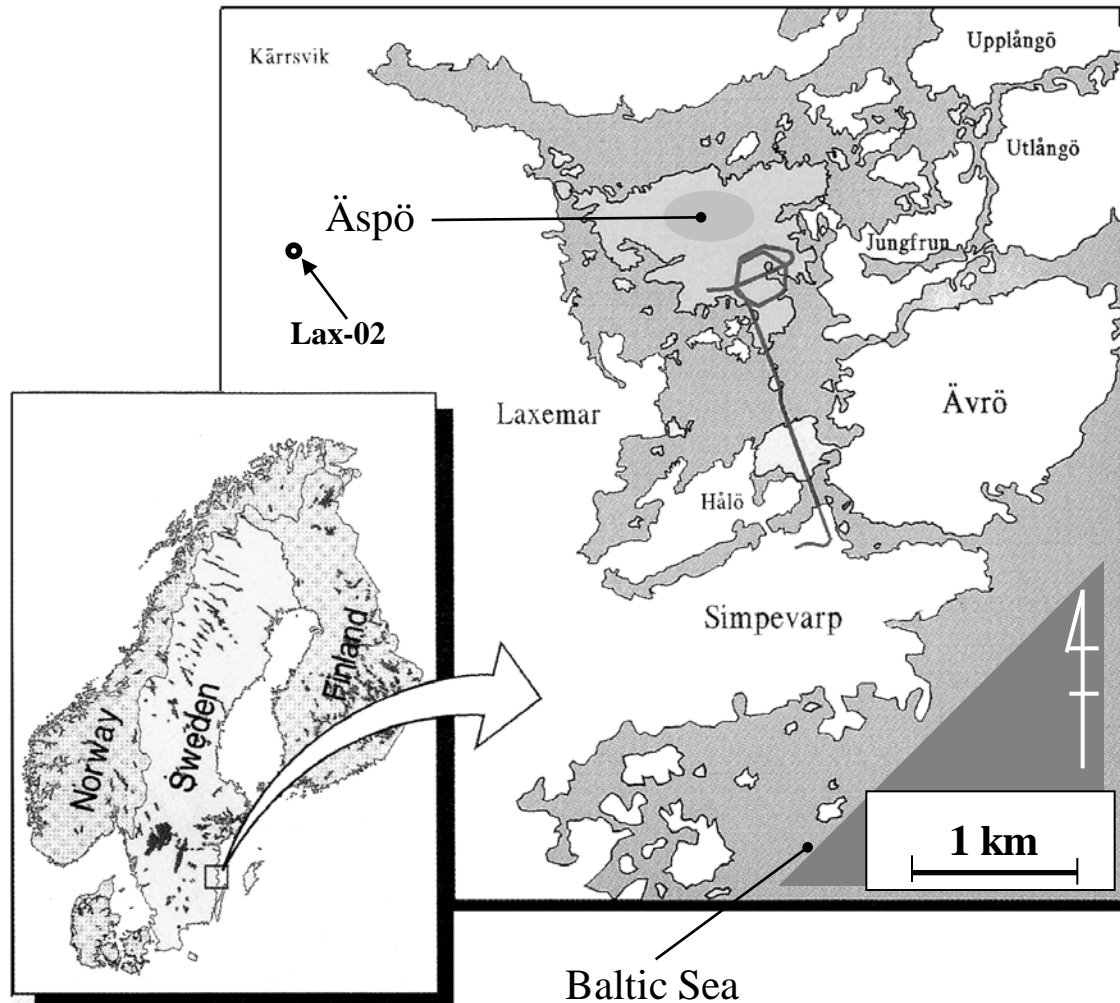 Kärrsvik
Upplångö
Utlångö
Äspö
Jungfrun
Lax-02
Laxemar
Ävrö
Hålö
Simpevarp
Norway
Sweden
Finland
1 km
Baltic Sea